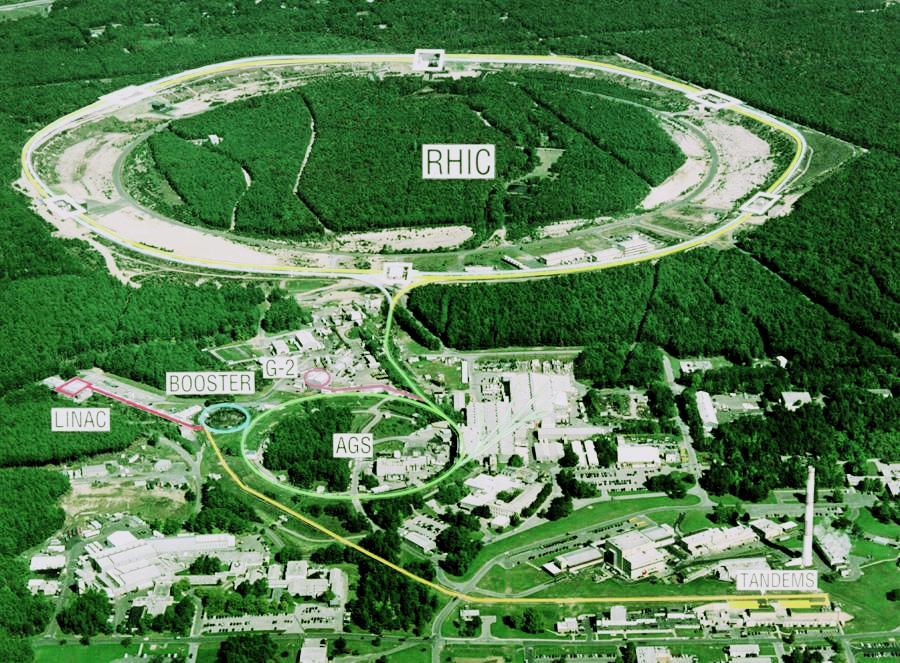 RHIC
G-2
BOOSTER
LINAC
AGS
TANDEMS